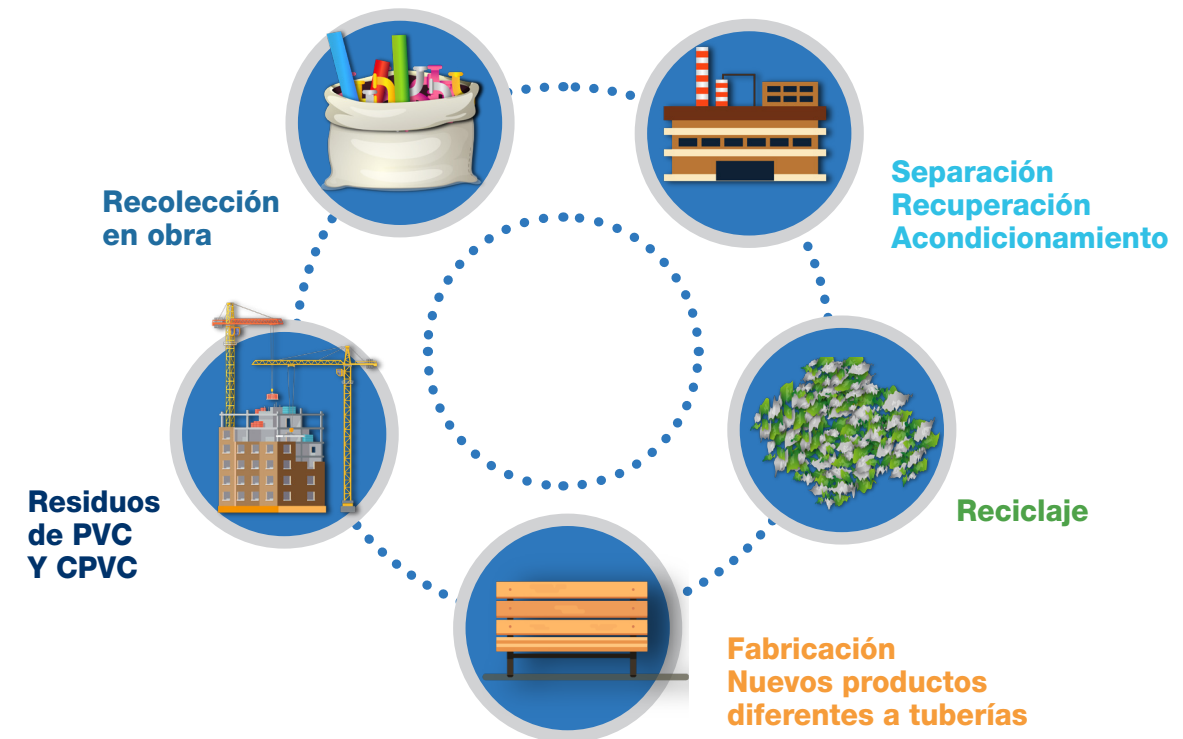 Recolección
en obra
Separación
Recuperación
Acondicionamiento
Residuos
de PVC
Y CPVC
Reciclaje
Fabricación
Nuevos productos
diferentes a tuberías